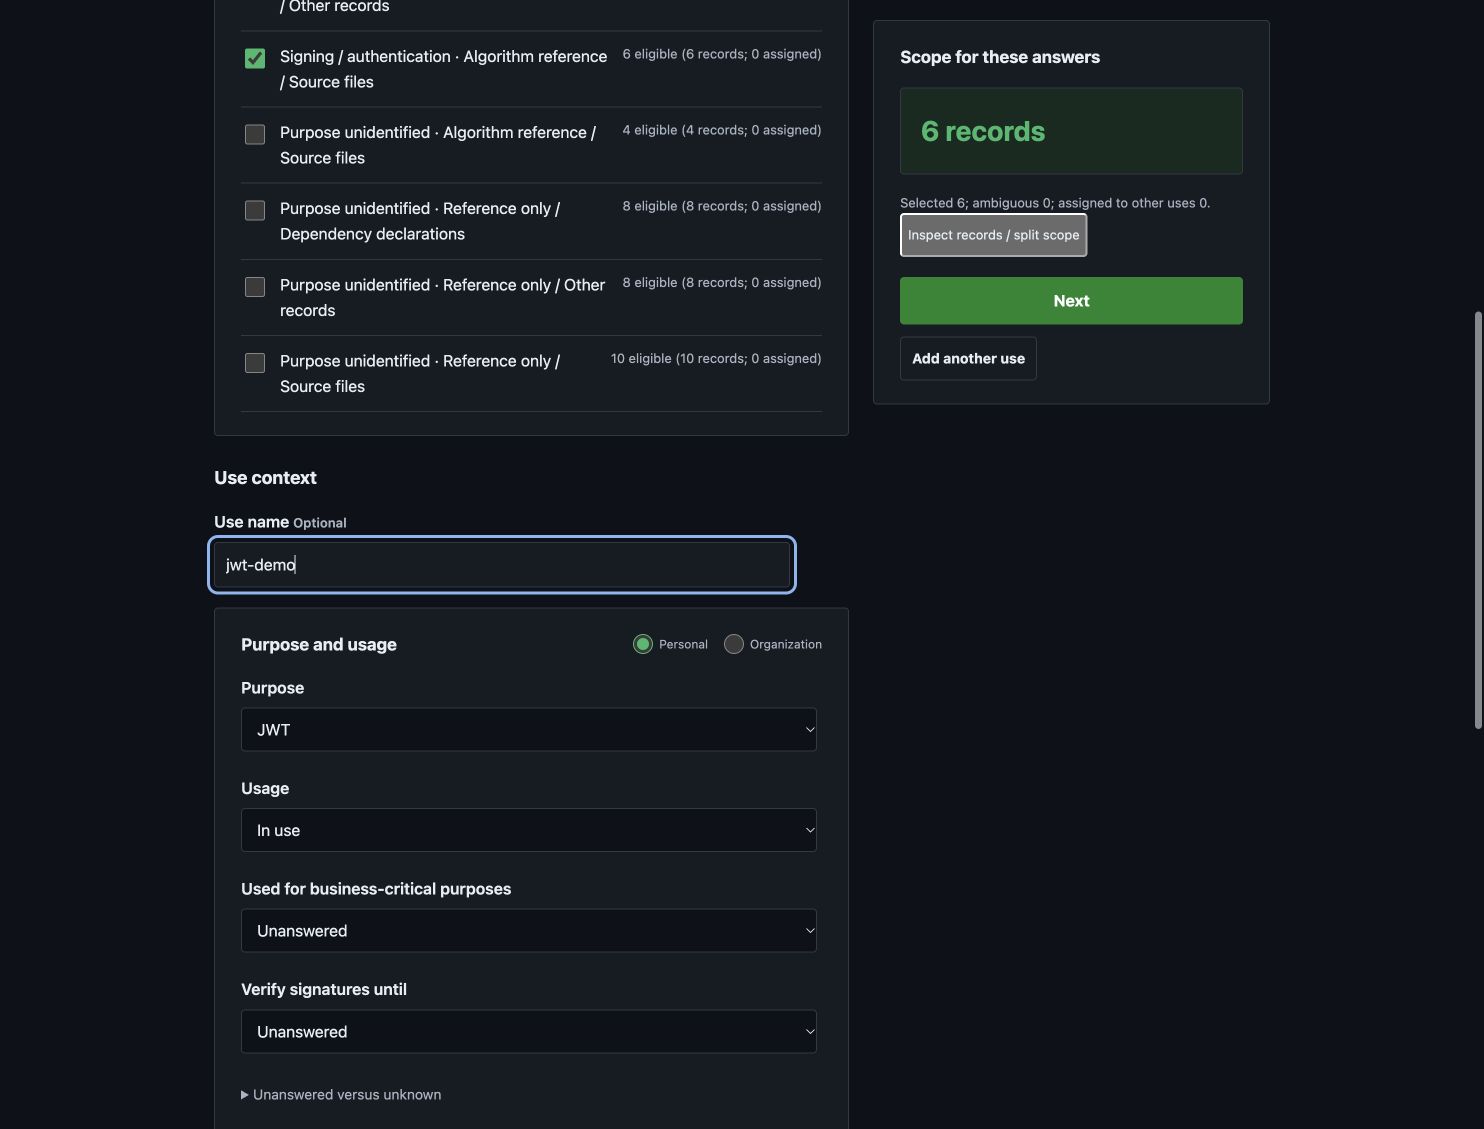 / Other records
Signing / authentication · Algorithm reference
/ Source files
6 eligible (6 records; 0 assigned)
Purpose unidentified · Algorithm reference /
Source files
4 eligible (4 records; 0 assigned)
Purpose unidentified · Reference only /
Dependency declarations
8 eligible (8 records; 0 assigned)
Purpose unidentified · Reference only / Other
records
8 eligible (8 records; 0 assigned)
Purpose unidentified · Reference only /
Source files
10 eligible (10 records; 0 assigned)
Scope for these answers
6 records
Selected 6; ambiguous 0; assigned to other uses 0.
Inspect records / split scope
Next
Add another use
Use context
Use name Optional
jwt-demo
Purpose and usage
Personal
Organization
Purpose
JWT
Usage
In use
Used for business-critical purposes
Unanswered
Verify signatures until
Unanswered
Unanswered versus unknown